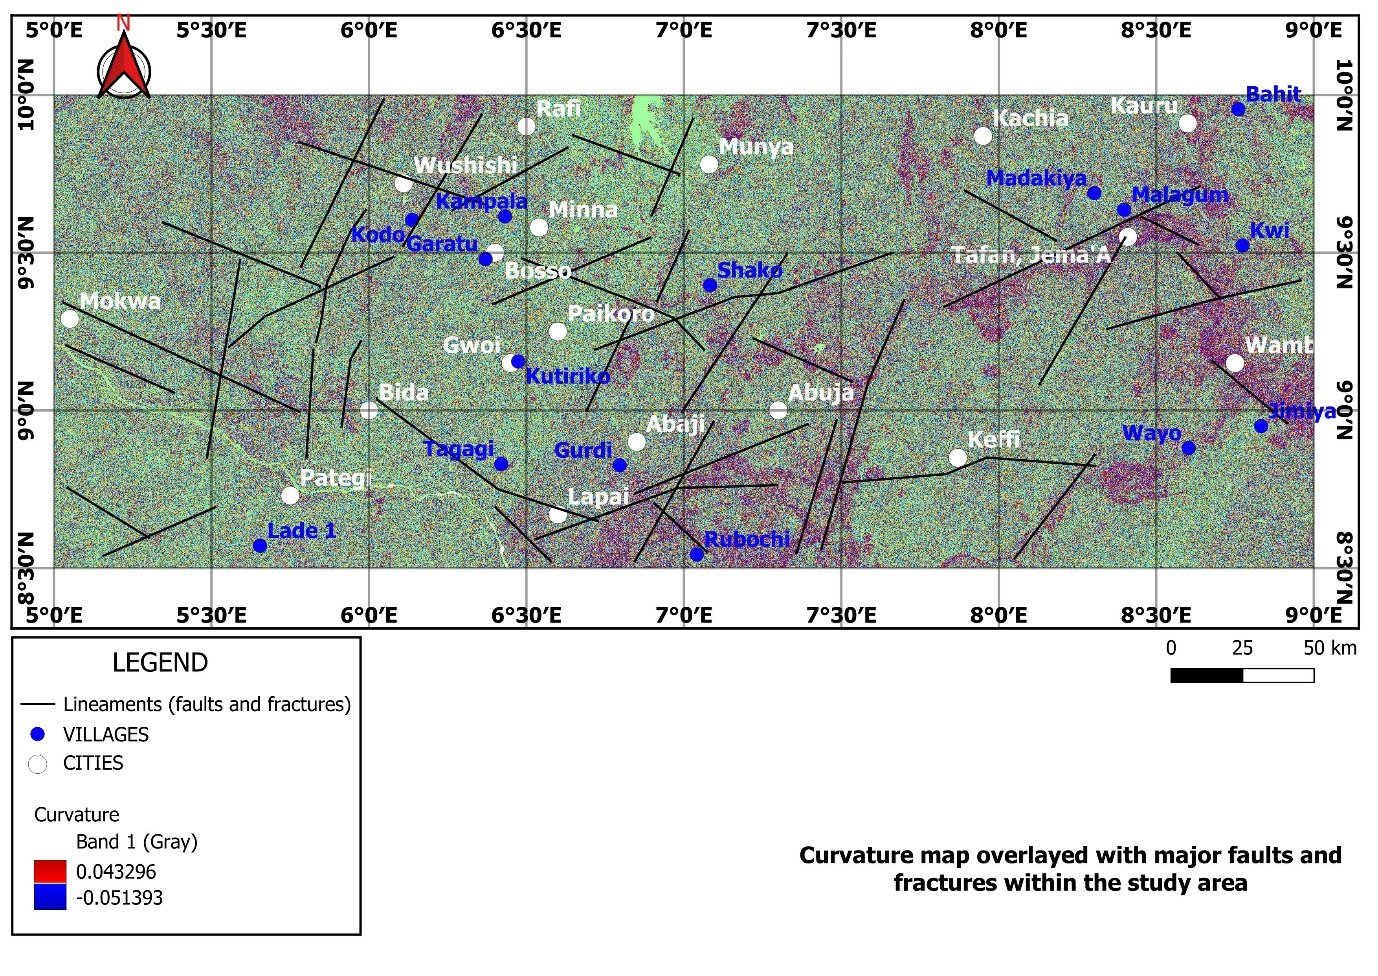 N
5°0′E 5°30′E 6°0′E 6°30′E 7°0′E 7°30′E 8°0′E 8°30′E 9°0′E
10°0′N
10°0′N
Bahit
Rafi
Kauru
Kachia
Munya
Wushishi
Madakiya
Malagum
Kampala
Minna
Kodo
Garatu
Kwi
9°30′N
9°30′N
Tafan, Jema'A
Bosso
Shako
Mokwa
Paikoro
Gwoi
Wamb
Kutiriko
Bida
Abuja
9°0′N
9°0′N
Jimiya
Abaji
Wayo
Keffi
Tagagi
Gurdi
Pategi
Lapai
Lade 1
Rubochi
8°30′N
8°30′N
5°0′E 5°30′E 6°0′E 6°30′E 7°0′E 7°30′E 8°0′E 8°30′E 9°0′E
0 25 50 km
LEGEND
Lineaments (faults and fractures)
VILLAGES
CITIES
Curvature
Band 1 (Gray)
0.043296
-0.051393
Curvature map overlayed with major faults and
fractures within the study area